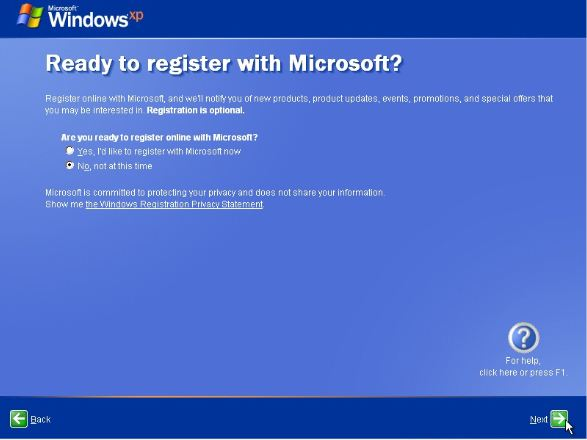 Microsoft
Windows xp
Ready to register with Microsoft?
Register online with Microsoft, and we'll notify you of new products, product updates, events, promotions, and special offers that
you may be interested in. Registration is optional.
Are you ready to register online with Microsoft?
Yes, I'd like to register with Microsoft now
No, not at this time
Microsoft is committed to protecting your privacy and does not share your information.
Show me the Windows Registration Privacy Statement.
For help,
click here or press F1.
Back
Next